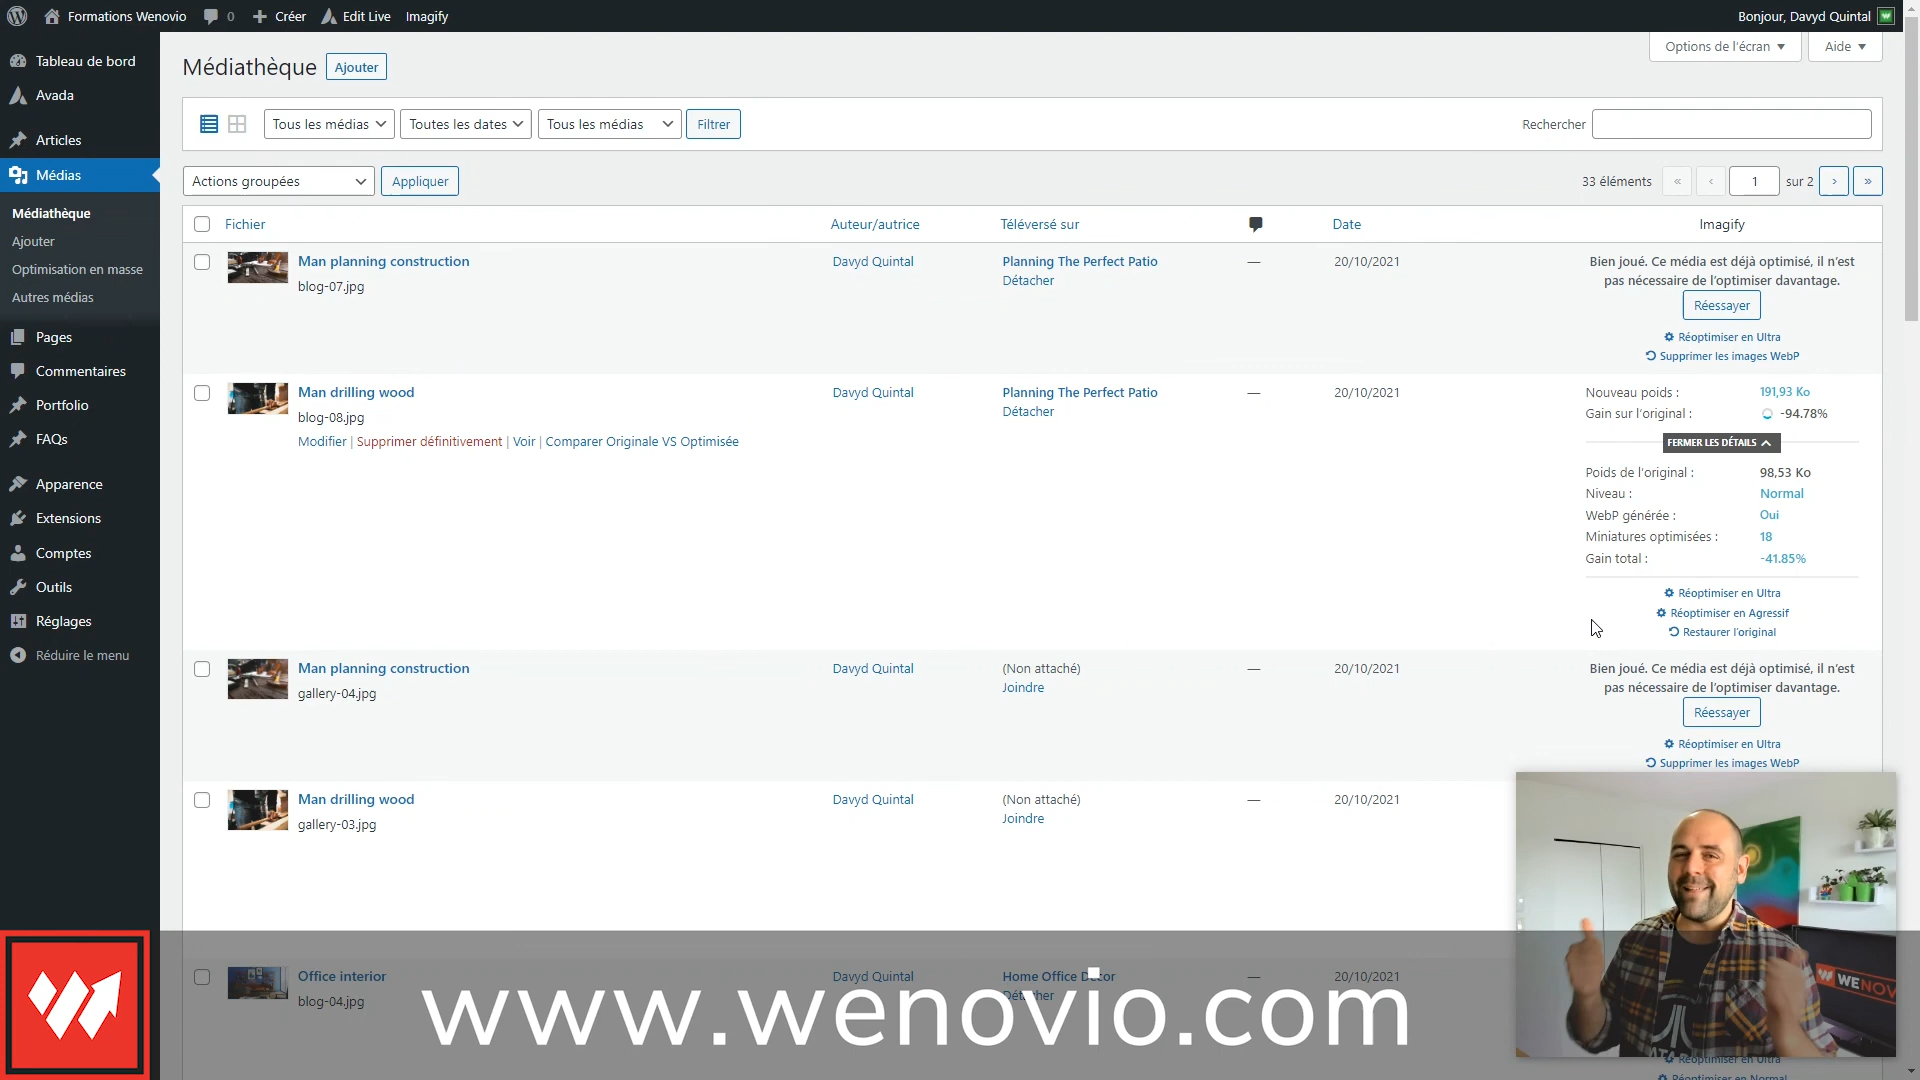 Formations Wenovio
0
Créer
Edit Live
Imagify
Bonjour, Davyd Quintal
Tableau de bord
Avada
Articles
Médias
Médiathèque
Ajouter
Optimisation en masse
Autres médias
Pages
Commentaires
Portfolio
FAQs
Apparence
Extensions
Comptes
Outils
Réglages
Réduire le menu
Options de l'écran
Aide
Médiathèque
Ajouter
Tous les médias
Toutes les dates
Tous les médias
Filtrer
Rechercher
Actions groupées
Appliquer
33 éléments « ‹ 1 sur 2 › »
Fichier
Auteur/autrice
Téléversé sur
Date
Imagify
Man planning construction
blog-07.jpg
Davyd Quintal
Planning The Perfect Patio
Détacher
—
20/10/2021
Bien joué. Ce média est déjà optimisé, il n'est
pas nécessaire de l'optimiser davantage.
Réessayer
Réoptimiser en Ultra
Supprimer les images WebP
Man drilling wood
blog-08.jpg
Modifier | Supprimer définitivement | Voir | Comparer Originale VS Optimisée
Davyd Quintal
Planning The Perfect Patio
Détacher
—
20/10/2021
Nouveau poids : 191,93 Ko
Gain sur l'original : -94.78%
FERMER LES DÉTAILS
Poids de l'original : 98,53 Ko
Niveau : Normal
WebP générée : Oui
Miniatures optimisées : 18
Gain total : -41.85%
Réoptimiser en Ultra
Réoptimiser en Agressif
Restaurer l'original
Man planning construction
gallery-04.jpg
Davyd Quintal
(Non attaché)
Joindre
—
20/10/2021
Bien joué. Ce média est déjà optimisé, il n'est
pas nécessaire de l'optimiser davantage.
Réessayer
Réoptimiser en Ultra
Supprimer les images WebP
Man drilling wood
gallery-03.jpg
Davyd Quintal
(Non attaché)
Joindre
—
20/10/2021
Office interior
blog-04.jpg
Davyd Quintal
Home Office Decor
Détacher
—
20/10/2021
www.wenovio.com
WENOV
Réoptimiser en Ultra
Réoptimiser en Normal